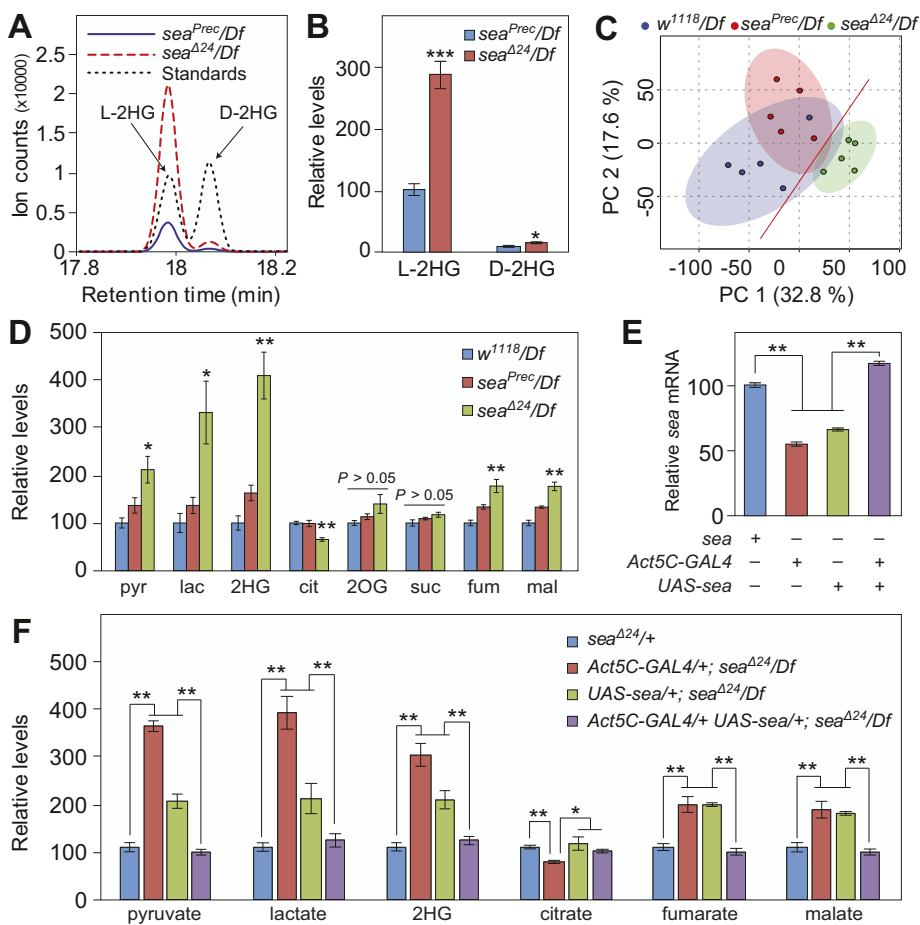 A
sea^Prec/Df
sea^Δ24/Df
Standards
Ion counts (x10000)
2.5
2
1.5
1
0.5
0
L-2HG
D-2HG
17.8
18
18.2
Retention time (min)
B
sea^Prec/Df
sea^Δ24/Df
Relative levels
300
200
100
0
***
*
L-2HG
D-2HG
C
w^1118/Df
sea^Prec/Df
sea^Δ24/Df
PC 2 (17.6 %)
50
0
-50
-100
-50
0
50
100
PC 1 (32.8 %)
D
w^1118/Df
sea^Prec/Df
sea^Δ24/Df
Relative levels
500
400
300
200
100
0
*
*
**
**
P > 0.05
P > 0.05
**
**
pyr
lac
2HG
cit
2OG
suc
fum
mal
E
Relative sea mRNA
100
50
0
**
**
sea
+
–
–
–
Act5C-GAL4
–
+
–
+
UAS-sea
–
–
+
+
F
sea^Δ24/+
Act5C-GAL4/+; sea^Δ24/Df
UAS-sea/+; sea^Δ24/Df
Act5C-GAL4/+ UAS-sea/+; sea^Δ24/Df
Relative levels
500
400
300
200
100
0
**
**
**
**
**
**
**
*
**
**
**
**
pyruvate
lactate
2HG
citrate
fumarate
malate